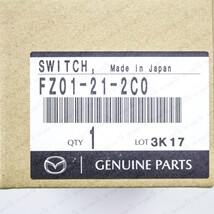 SWITCH, Made in Japan
FZ01-21-2C0
QTY 1 LOT 3K17
GENUINE PARTS